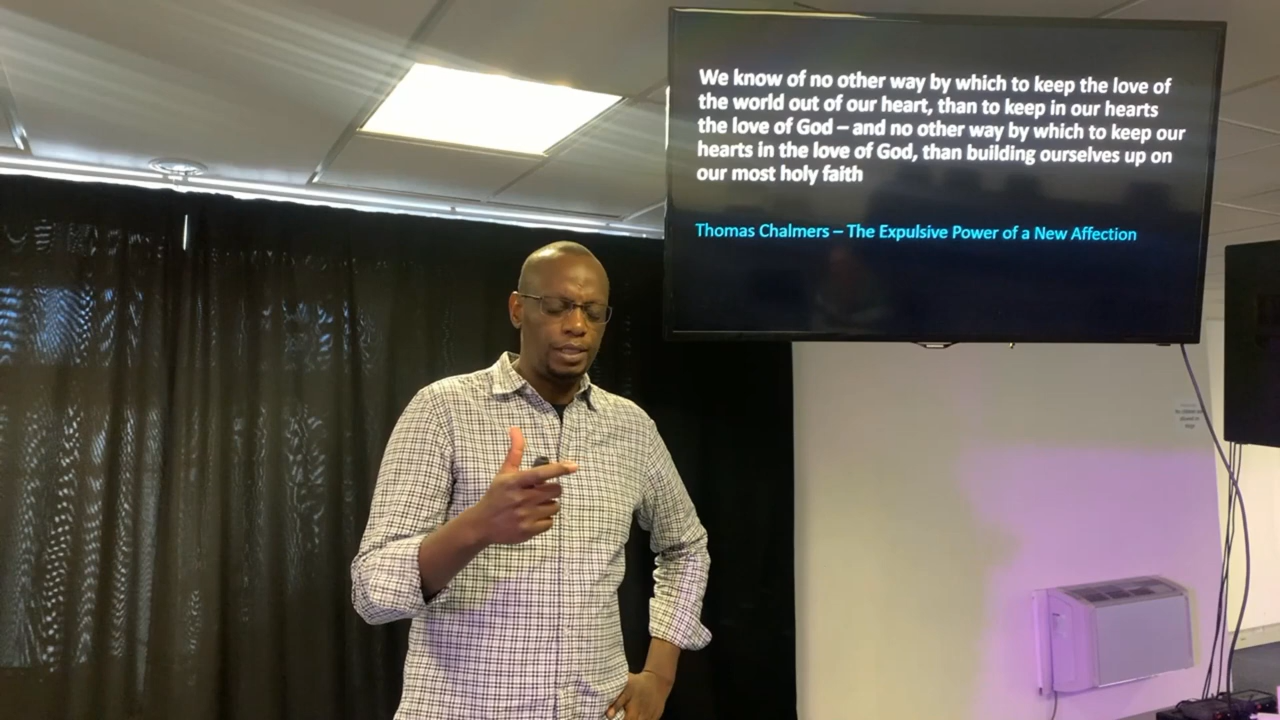 We know of no other way by which to keep the love of
the world out of our heart, than to keep in our hearts
the love of God – and no other way by which to keep our
hearts in the love of God, than building ourselves up on
our most holy faith
Thomas Chalmers – The Expulsive Power of a New Affection